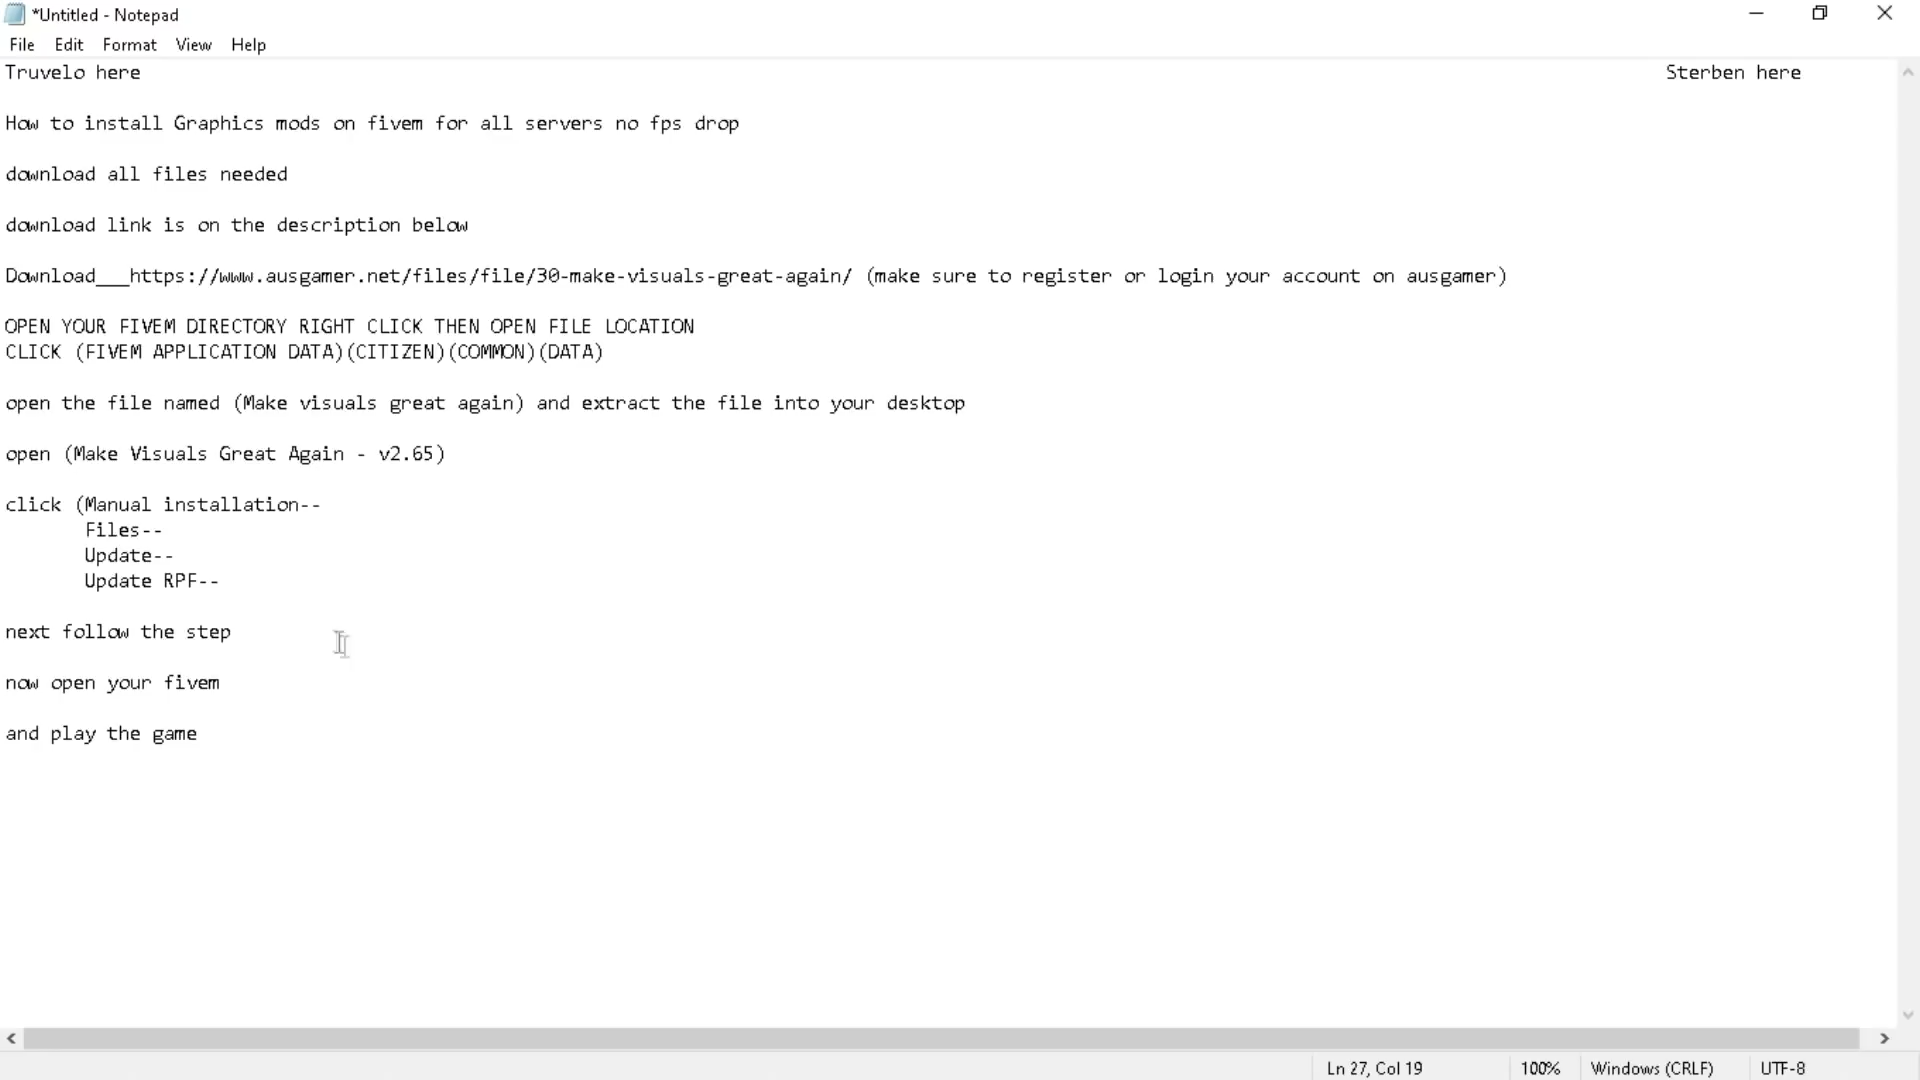 *Untitled - Notepad
File Edit Format View Help
Truvelo here Sterben here
How to install Graphics mods on fivem for all servers no fps drop
download all files needed
download link is on the description below
Download___https://www.ausgamer.net/files/file/30-make-visuals-great-again/ (make sure to register or login your account on ausgamer)
OPEN YOUR FIVEM DIRECTORY RIGHT CLICK THEN OPEN FILE LOCATION
CLICK (FIVEM APPLICATION DATA)(CITIZEN)(COMMON)(DATA)
open the file named (Make visuals great again) and extract the file into your desktop
open (Make Visuals Great Again - v2.65)
click (Manual installation--
Files--
Update--
Update RPF--
next follow the step
now open your fivem
and play the game
Ln 27, Col 19 100% Windows (CRLF) UTF-8